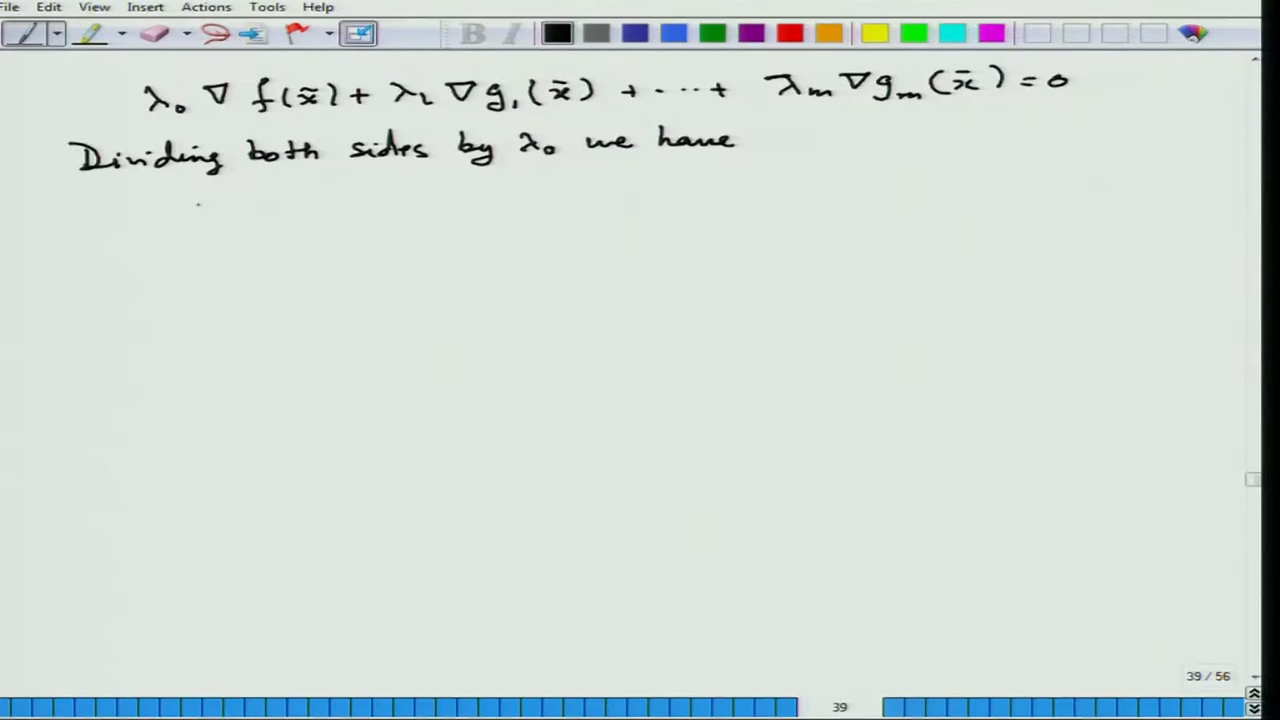 File Edit View Insert Actions Tools Help
B I
λ₀ ∇ f(x̄) + λ₁ ∇ g₁(x̄) + ⋯ + λₘ ∇gₘ(x̄) = 0
Dividing both sides by λ₀ we have
39 / 56
39